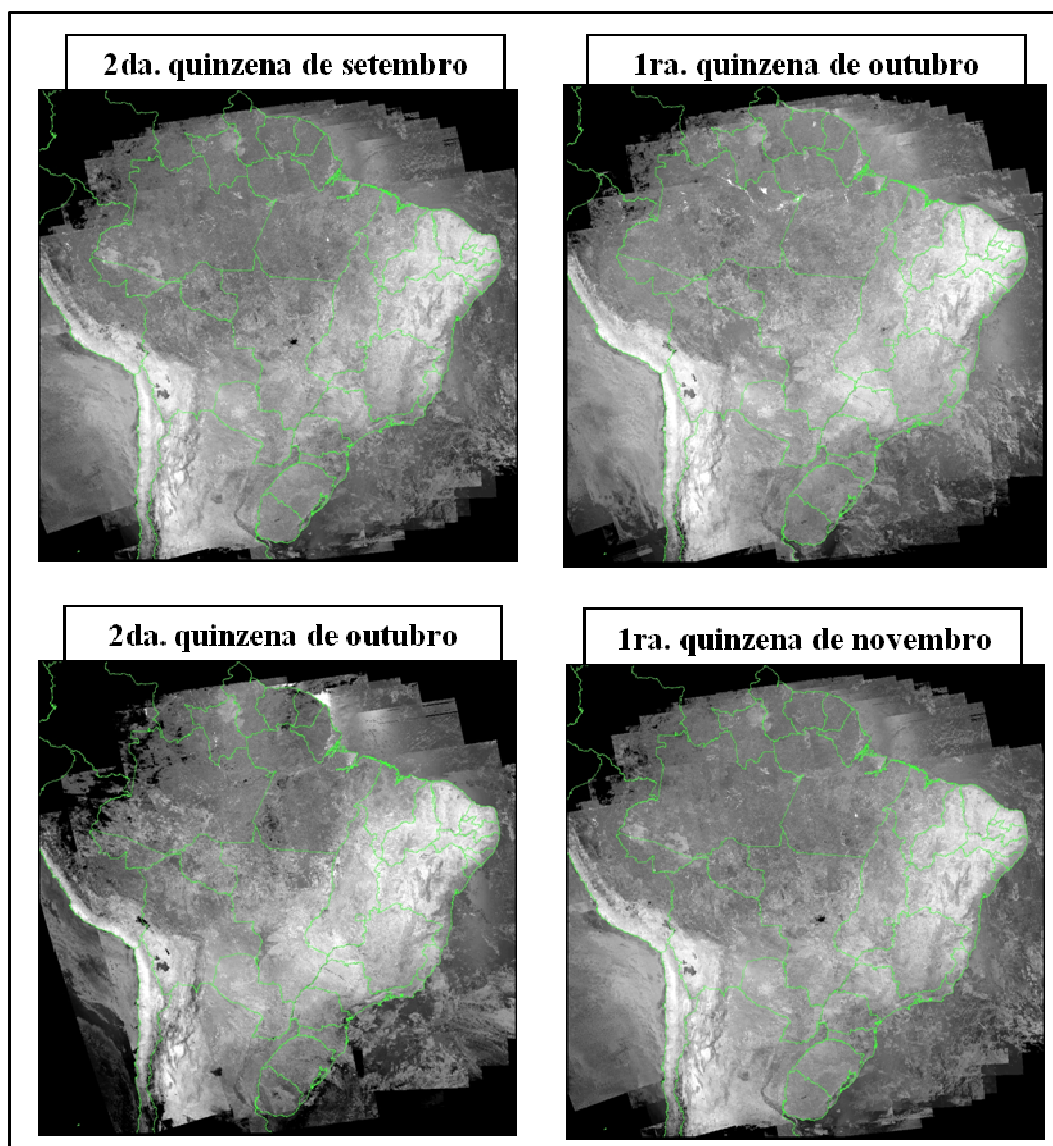 2da. quinzena de setembro
1ra. quinzena de outubro
2da. quinzena de outubro
1ra. quinzena de novembro